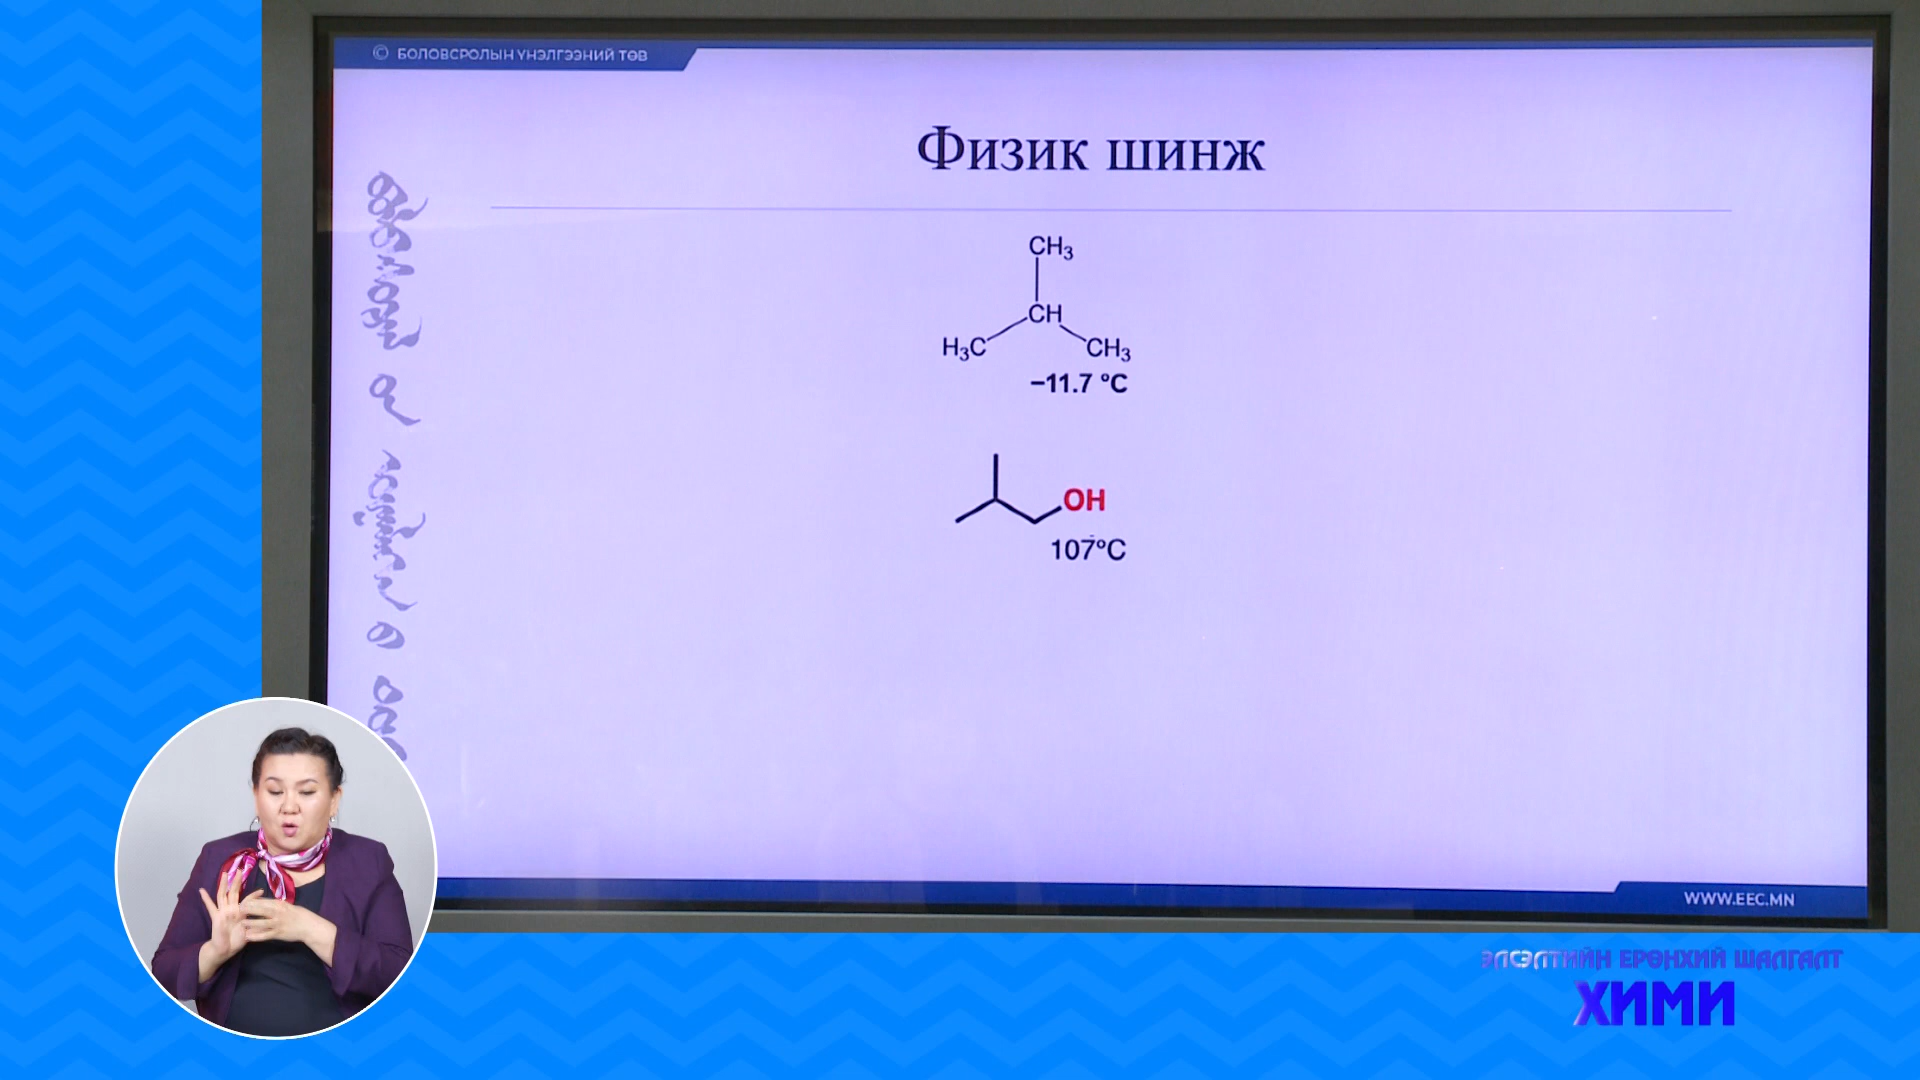 © БОЛОВСРОЛЫН ҮНЭЛГЭЭНИЙ ТӨВ
Физик шинж
CH₃
CH
H₃C CH₃
−11.7 °C
OH
107°C
WWW.EEC.MN
ЭЛСЭЛТИЙН ЕРӨНХИЙ ШАЛГАЛТ
ХИМИ